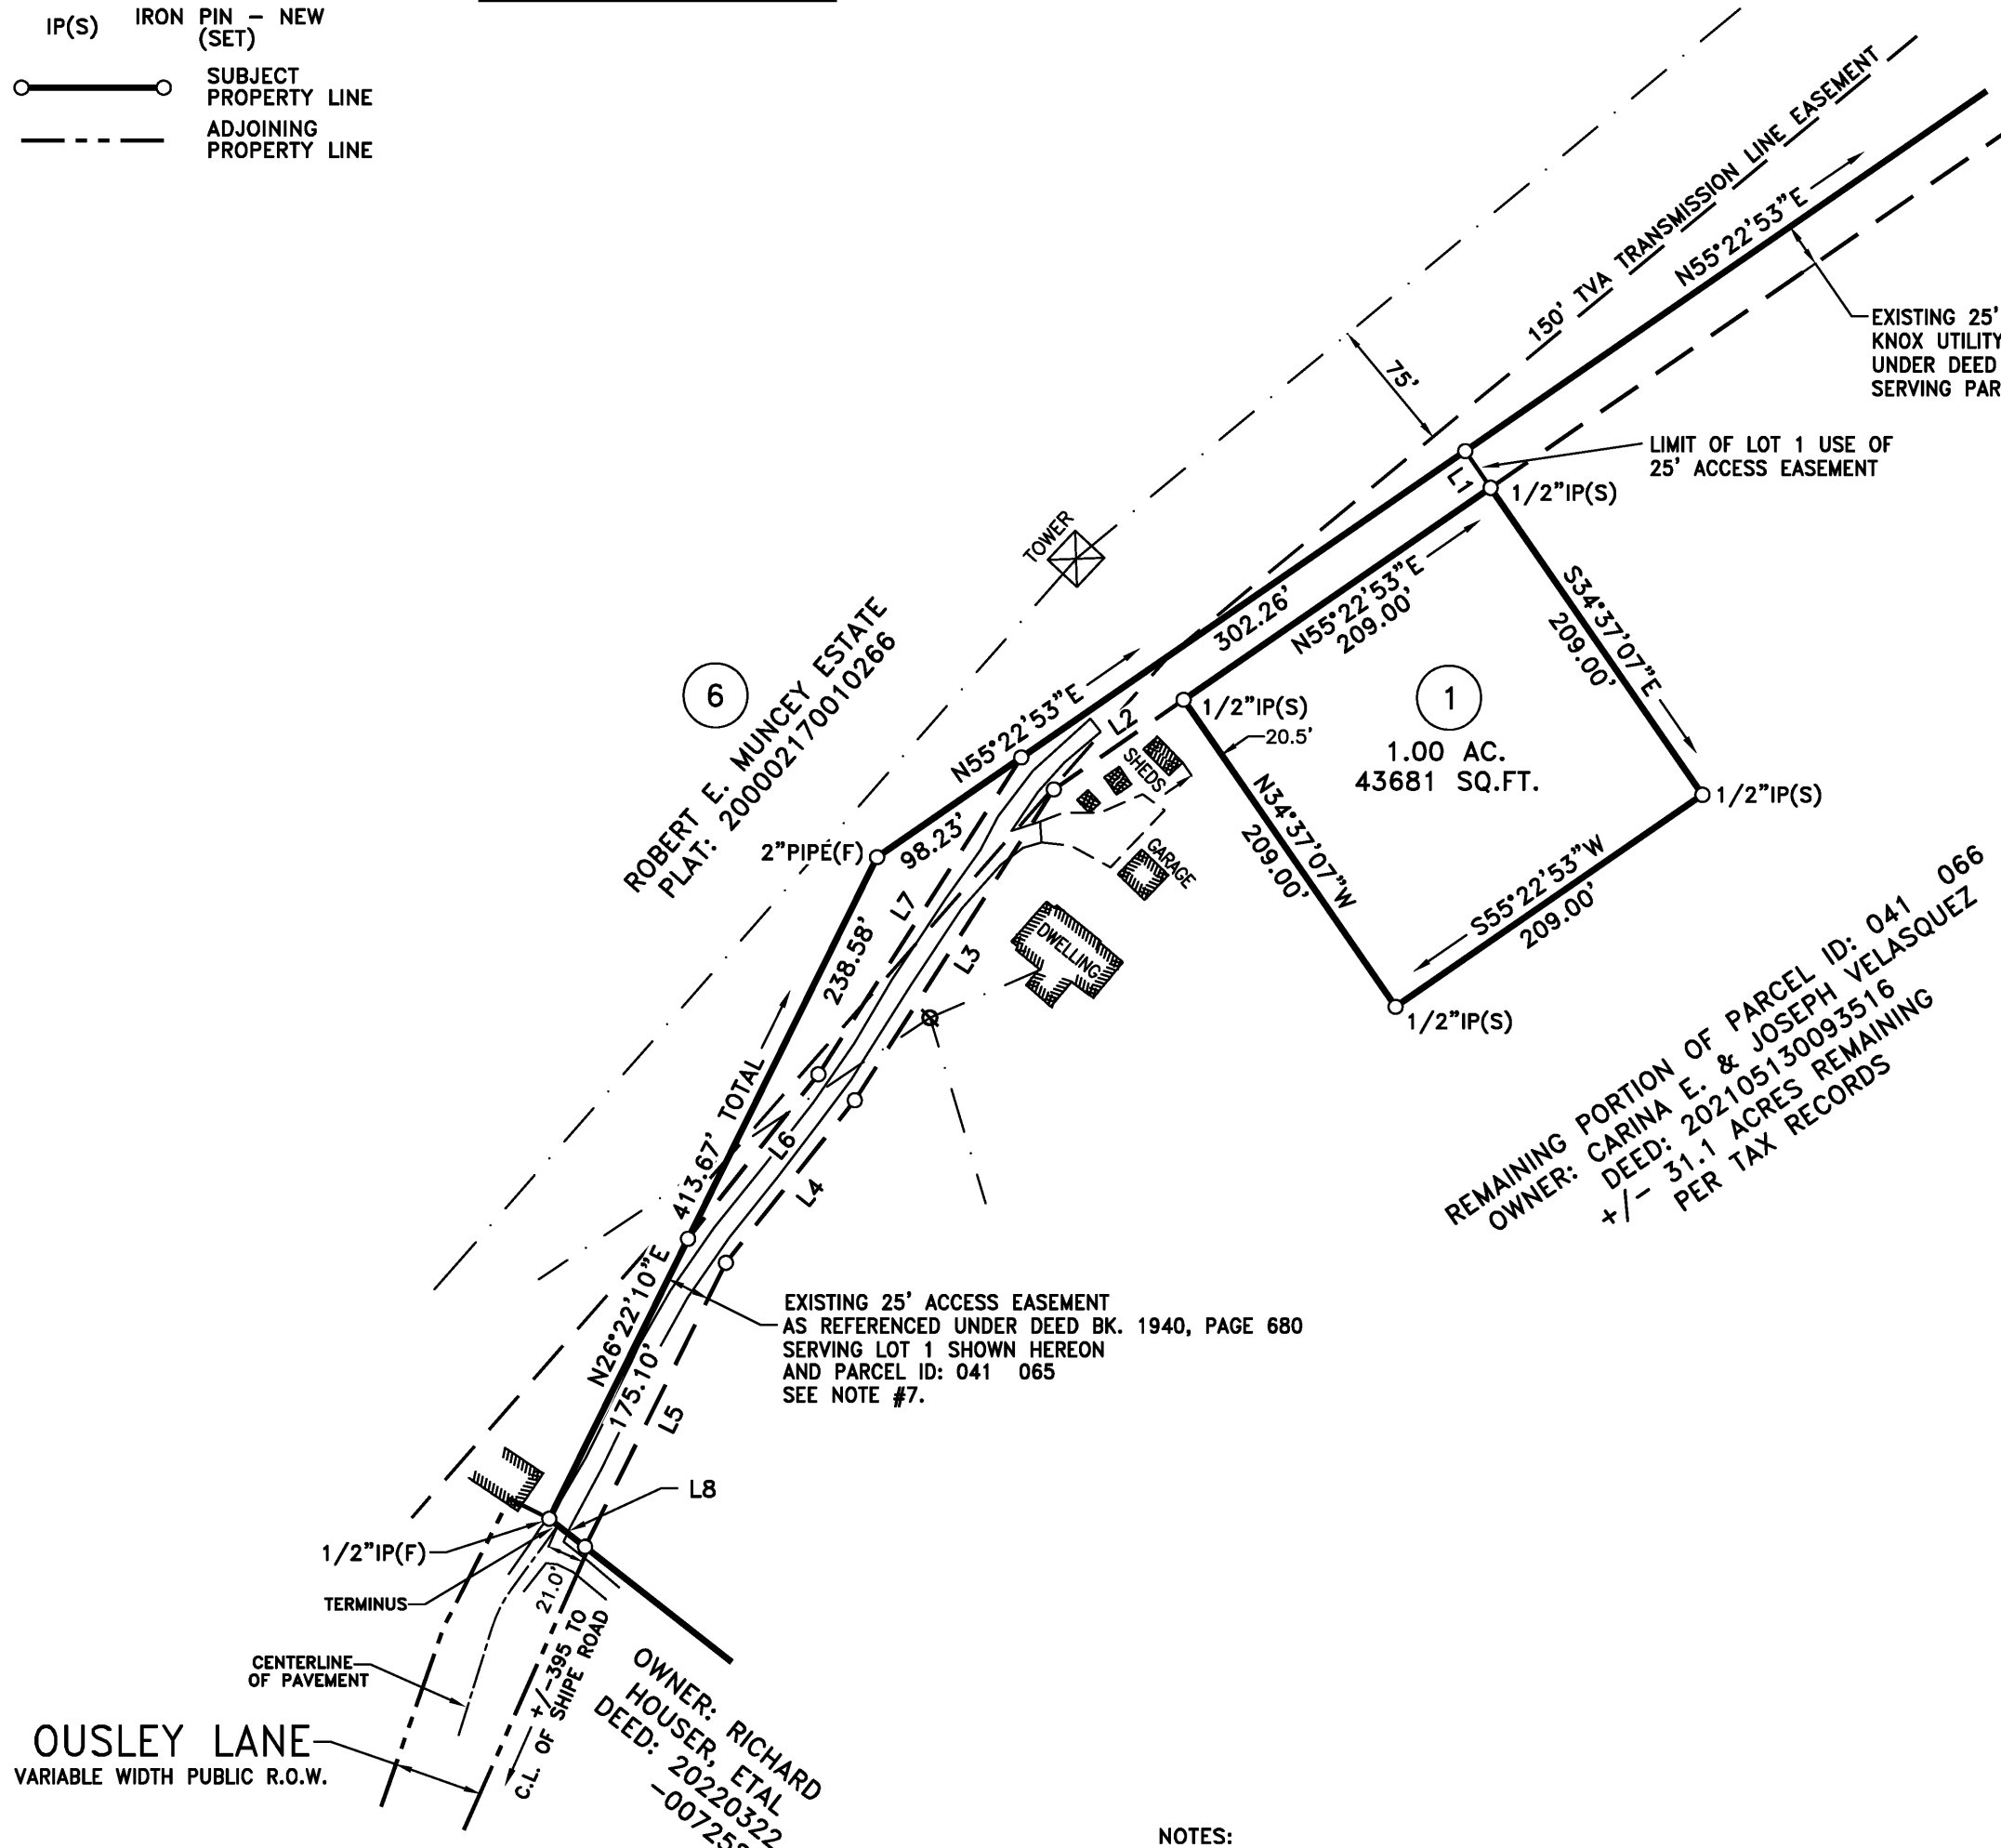 IP(S) IRON PIN – NEW
(SET)
SUBJECT
PROPERTY LINE
ADJOINING
PROPERTY LINE
150' TVA TRANSMISSION LINE EASEMENT
N55°22'53"E
EXISTING 25'
KNOX UTILITY
UNDER DEED
SERVING PAR
75'
LIMIT OF LOT 1 USE OF
25' ACCESS EASEMENT
L1
1/2"IP(S)
TOWER
302.26'
N55°22'53"E
209.00'
S34°37'07"E
209.00'
ROBERT E. MUNCEY ESTATE
PLAT: 200002170010266
6
N55°22'53"E
L2
1/2"IP(S)
20.5'
1
1.00 AC.
43681 SQ.FT.
SHEDS
1/2"IP(S)
2"PIPE(F)
98.23'
GARAGE
N34°37'07"W
209.00'
S55°22'53"W
209.00'
L7
238.58'
L3
DWELLING
1/2"IP(S)
REMAINING PORTION OF PARCEL ID: 041 066
OWNER: CARINA E. & JOSEPH VELASQUEZ
DEED: 202105130093516
+/- 31.1 ACRES REMAINING
PER TAX RECORDS
413.67' TOTAL
L6
L4
N26°22'10"E
175.10'
EXISTING 25' ACCESS EASEMENT
AS REFERENCED UNDER DEED BK. 1940, PAGE 680
SERVING LOT 1 SHOWN HEREON
AND PARCEL ID: 041 065
SEE NOTE #7.
L5
L8
1/2"IP(F)
TERMINUS
21.0'
+/-395 TO
C.L. OF SHIPE ROAD
CENTERLINE
OF PAVEMENT
OUSLEY LANE
VARIABLE WIDTH PUBLIC R.O.W.
OWNER: RICHARD
HOUSER, ETAL
DEED: 20220322
-00725
NOTES: